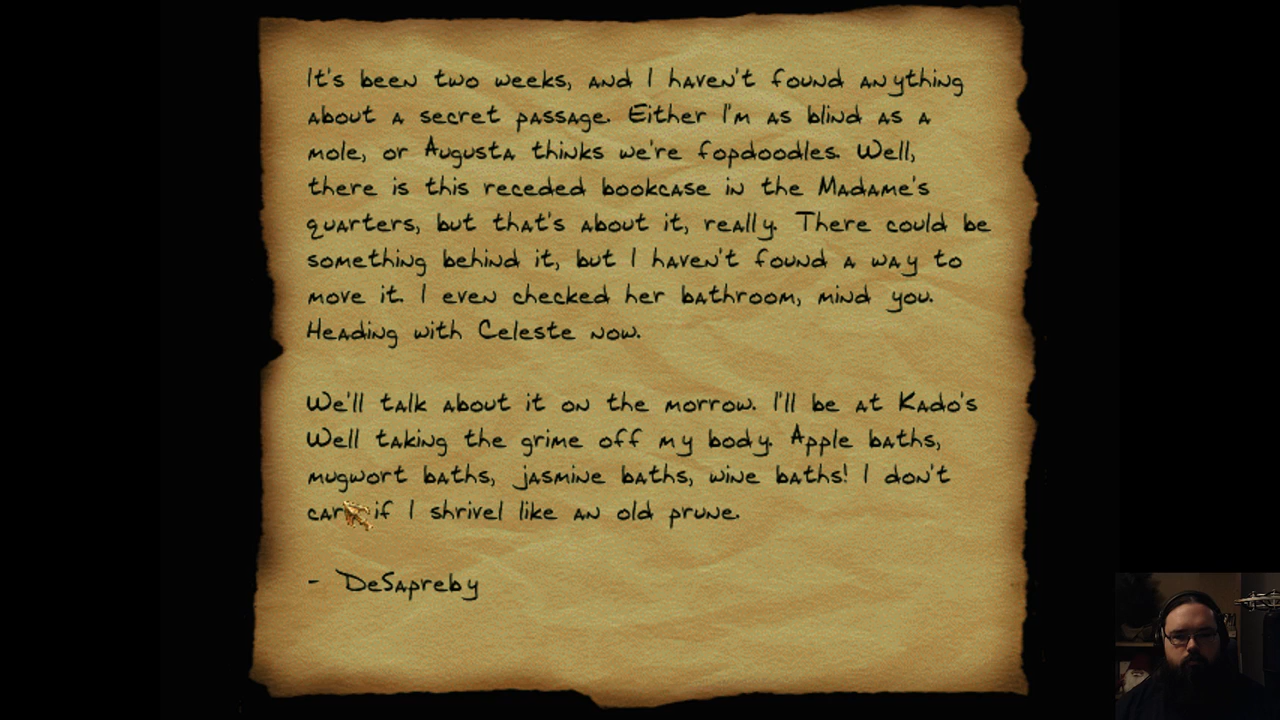 It's been two weeks, and I haven't found anything
about a secret passage. Either I'm as blind as a
mole, or Augusta thinks we're fopdoodles. Well,
there is this receded bookcase in the Madame's
quarters, but that's about it, really. There could be
something behind it, but I haven't found a way to
move it. I even checked her bathroom, mind you.
Heading with Celeste now.
We'll talk about it on the morrow. I'll be at Kado's
Well taking the grime off my body. Apple baths,
mugwort baths, jasmine baths, wine baths! I don't
care if I shrivel like an old prune.
- DeSapreby